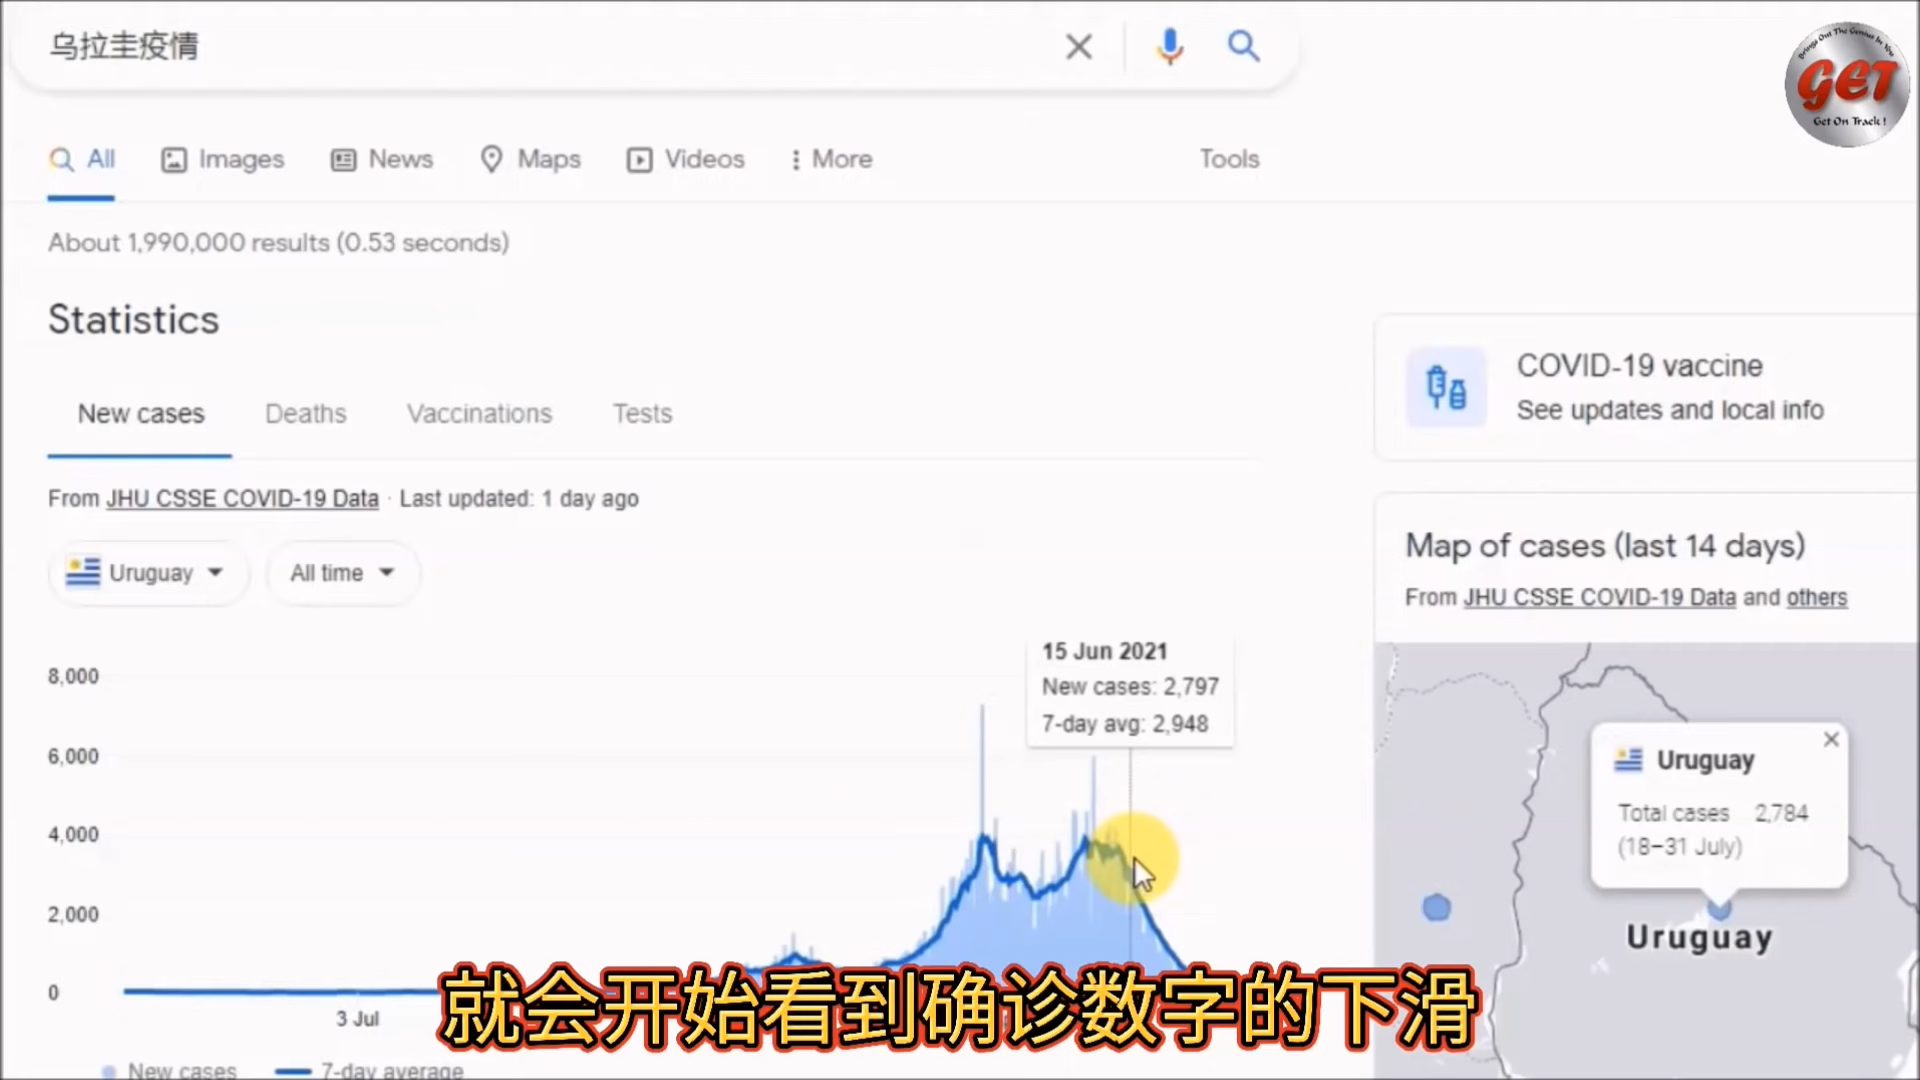 乌拉圭疫情
Brings Out The Genius In You
GET
Get On Track !
All
Images
News
Maps
Videos
More
Tools
About 1,990,000 results (0.53 seconds)
Statistics
New cases
Deaths
Vaccinations
Tests
From JHU CSSE COVID-19 Data · Last updated: 1 day ago
Uruguay
All time
8,000
6,000
4,000
2,000
0
15 Jun 2021
New cases: 2,797
7-day avg: 2,948
3 Jul
New cases
7-day average
COVID-19 vaccine
See updates and local info
Map of cases (last 14 days)
From JHU CSSE COVID-19 Data and others
Uruguay
Total cases 2,784
(18–31 July)
Uruguay
就会开始看到确诊数字的下滑